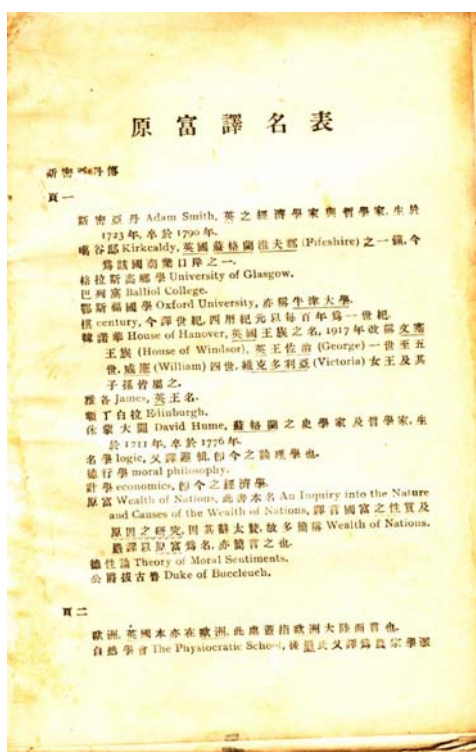 原富譯名表
斯密亞丹傳
頁一
斯密亞丹 Adam Smith, 英之經濟學家與哲學家, 生於
1723年, 卒於1790年.
噶谷邸 Kirkcaldy, 英國蘇格蘭淮夫郡 (Fifeshire) 之一鎮, 今
爲該國商業口岸之一.
格拉斯高鄉學 University of Glasgow.
巴列窩 Balliol College.
鄂斯福國學 Oxford University, 亦稱牛津大學.
century, 今譯世紀, 西曆紀元以每百年爲一世紀.
韓諾華 House of Hanover, 英國王族之名, 1917年改稱
王族 (House of Windsor), 英王佐治 (George) 一世至五
世, 威廉 (William) 四世, 維克多利亞 (Victoria) 女王及其
子孫皆屬之.
雅各 James, 英王名.
額丁白拉 Edinburgh.
休蒙大闢 David Hume, 蘇格蘭之史學家及哲學家, 生
於1711年, 卒於1776年.
名學 logic, 又譯邏輯, 卽今之論理學也.
德行學 moral philosophy.
計學 economics, 卽今之經濟學.
原富 Wealth of Nations, 此書本名 An Inquiry into the Nature
and Causes of the Wealth of Nations, 譯言國富之性質及
原因之研究, 因其辭太贅, 故多簡稱 Wealth of Nations.
嚴譯以原富爲名, 亦簡言之也.
德性論 Theory of Moral Sentiments.
公爵拔古魯 Duke of Buccleuch.
頁二
歐洲, 英國本亦在歐洲, 此處蓋指歐洲大陸而言也.
自然學會 The Physiocratic School, 後嚴氏又譯爲農宗學派